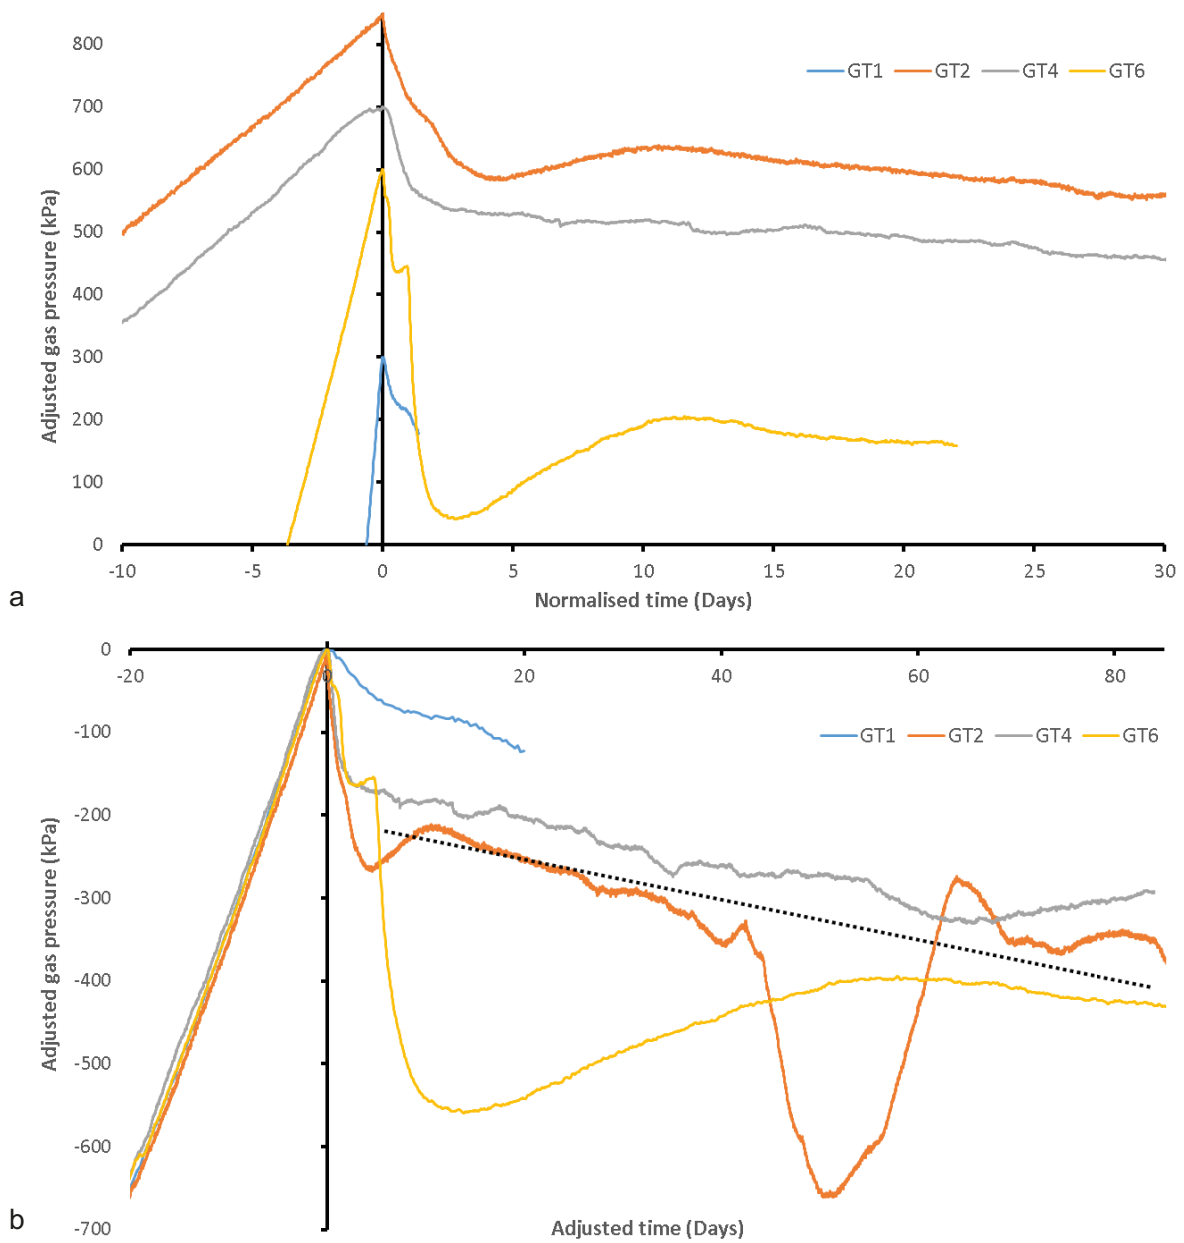 800
700
600
500
400
300
200
100
0
Adjusted gas pressure (kPa)
GT1 GT2 GT4 GT6
-10 -5 0 5 10 15 20 25 30
Normalised time (Days)
a
0
-100
-200
-300
-400
-500
-600
-700
Adjusted gas pressure (kPa)
-20 0 20 40 60 80
GT1 GT2 GT4 GT6
Adjusted time (Days)
b